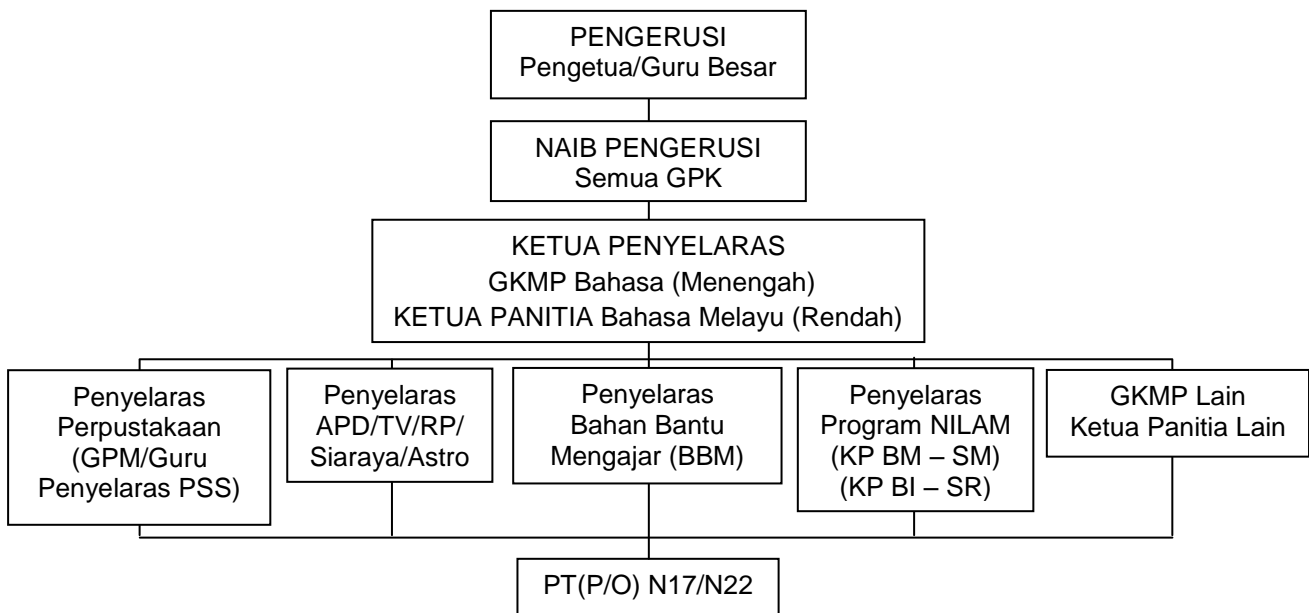 PENGERUSI
Pengetua/Guru Besar
NAIB PENGERUSI
Semua GPK
KETUA PENYELARAS
GKMP Bahasa (Menengah)
KETUA PANITIA Bahasa Melayu (Rendah)
Penyelaras
Perpustakaan
(GPM/Guru
Penyelaras PSS)
Penyelaras
APD/TV/RP/
Siaraya/Astro
Penyelaras
Bahan Bantu
Mengajar (BBM)
Penyelaras
Program NILAM
(KP BM – SM)
(KP BI – SR)
GKMP Lain
Ketua Panitia Lain
PT(P/O) N17/N22